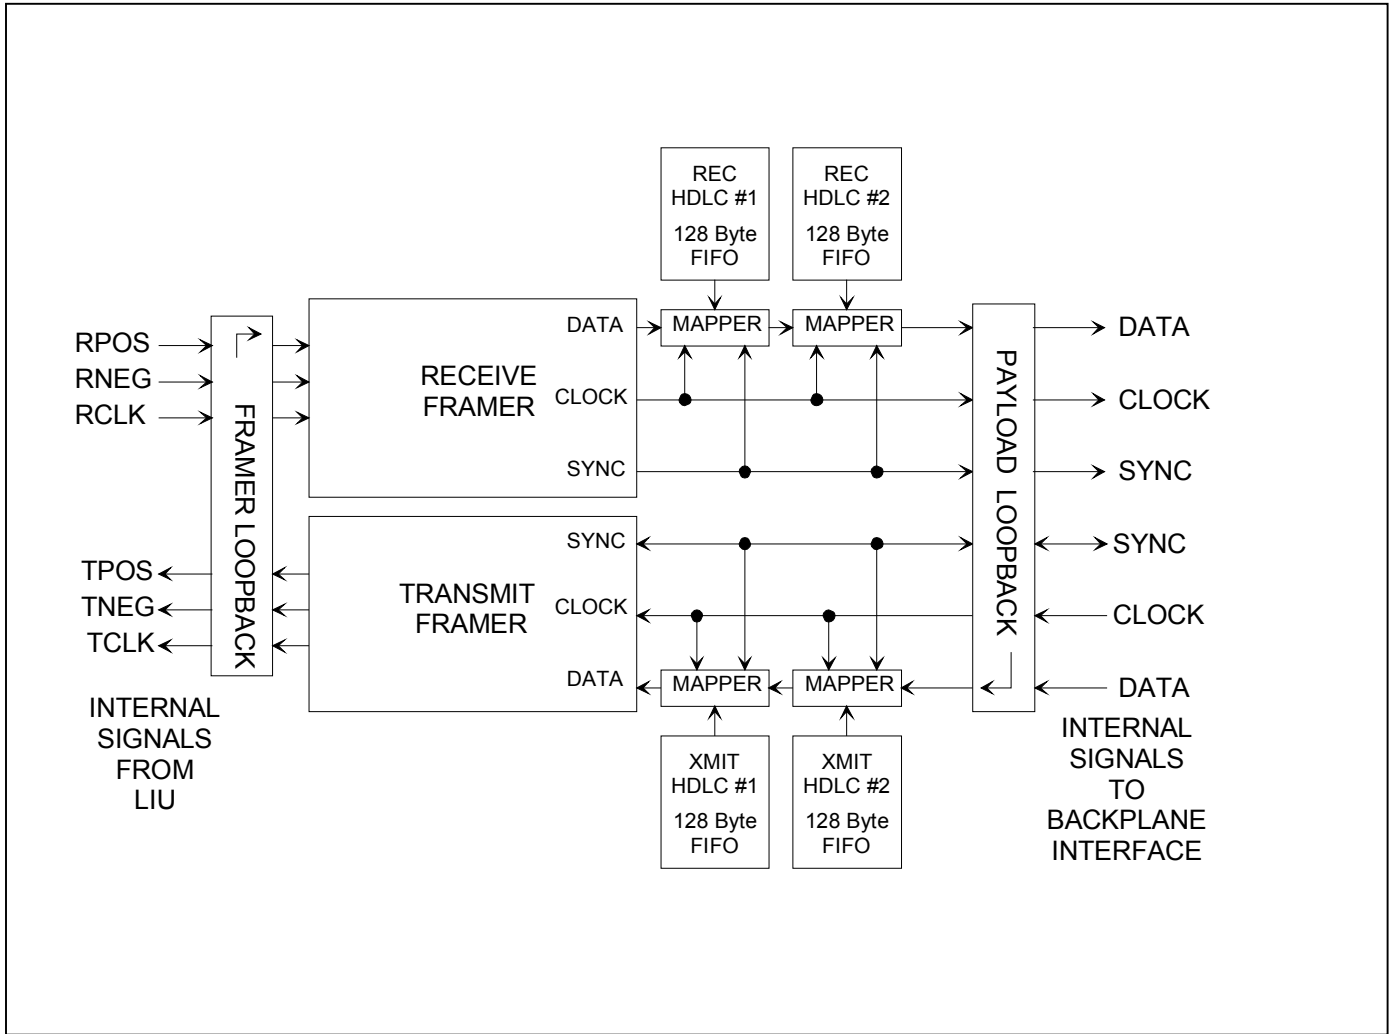 REC
HDLC #1
128 Byte
FIFO
REC
HDLC #2
128 Byte
FIFO
RPOS
RNEG
RCLK
FRAMER LOOPBACK
RECEIVE
FRAMER
DATA
CLOCK
SYNC
MAPPER
MAPPER
PAYLOAD LOOPBACK
DATA
CLOCK
SYNC
TPOS
TNEG
TCLK
TRANSMIT
FRAMER
SYNC
CLOCK
DATA
MAPPER
MAPPER
SYNC
CLOCK
DATA
INTERNAL
SIGNALS
FROM
LIU
XMIT
HDLC #1
128 Byte
FIFO
XMIT
HDLC #2
128 Byte
FIFO
INTERNAL
SIGNALS
TO
BACKPLANE
INTERFACE